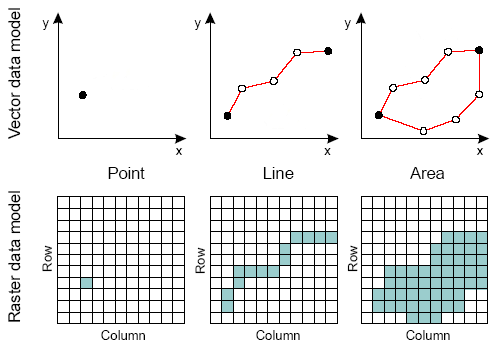 Vector data model
y
x
y
x
y
x
Point
Line
Area
Raster data model
Row
Column
Row
Column
Row
Column